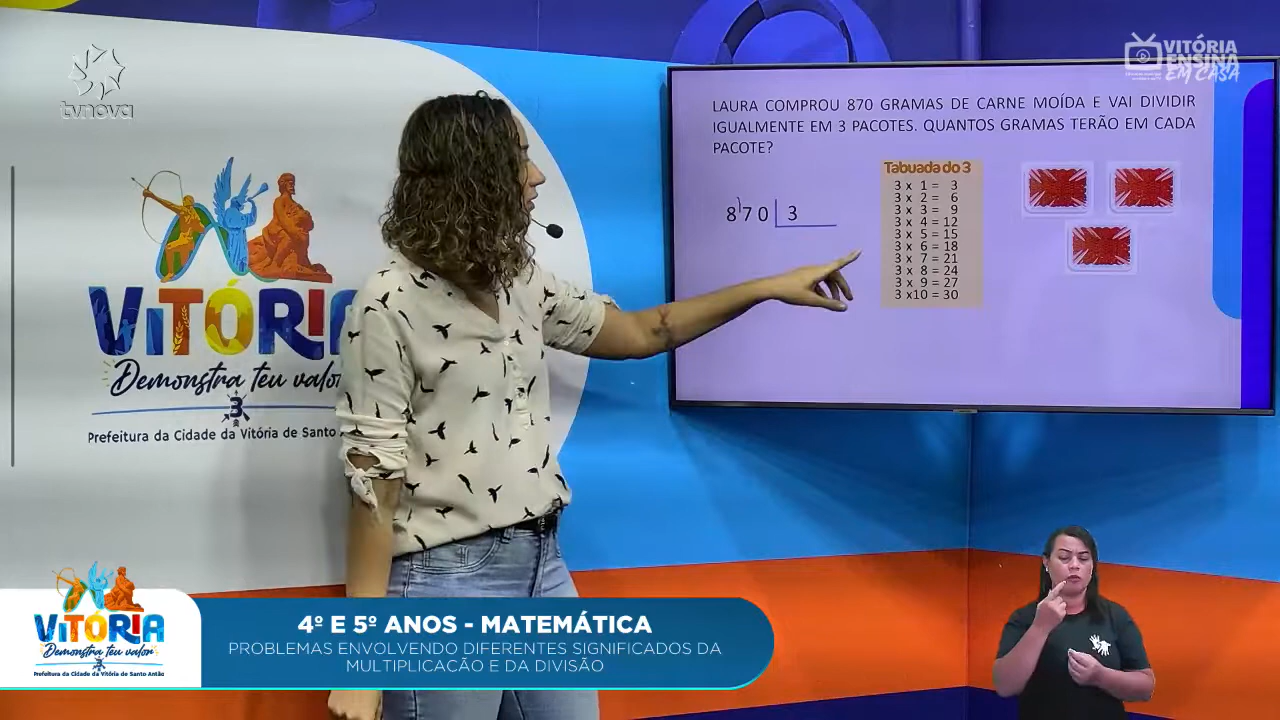 tvnova
VITÓRIA
ENSINA
EM CASA
LAURA COMPROU 870 GRAMAS DE CARNE MOÍDA E VAI DIVIDIR
IGUALMENTE EM 3 PACOTES. QUANTOS GRAMAS TERÃO EM CADA
PACOTE?
870 3
Tabuada do 3
3 x 1 = 3
3 x 2 = 6
3 x 3 = 9
3 x 4 = 12
3 x 5 = 15
3 x 6 = 18
3 x 7 = 21
3 x 8 = 24
3 x 9 = 27
3 x10 = 30
VITÓRIA
Demonstra teu valor
3
Prefeitura da Cidade da Vitória de Santo
VITÓRIA
Demonstra teu valor
3
Prefeitura da Cidade da Vitória de Santo Antão
4º E 5º ANOS - MATEMÁTICA
PROBLEMAS ENVOLVENDO DIFERENTES SIGNIFICADOS DA
MULTIPLICAÇÃO E DA DIVISÃO